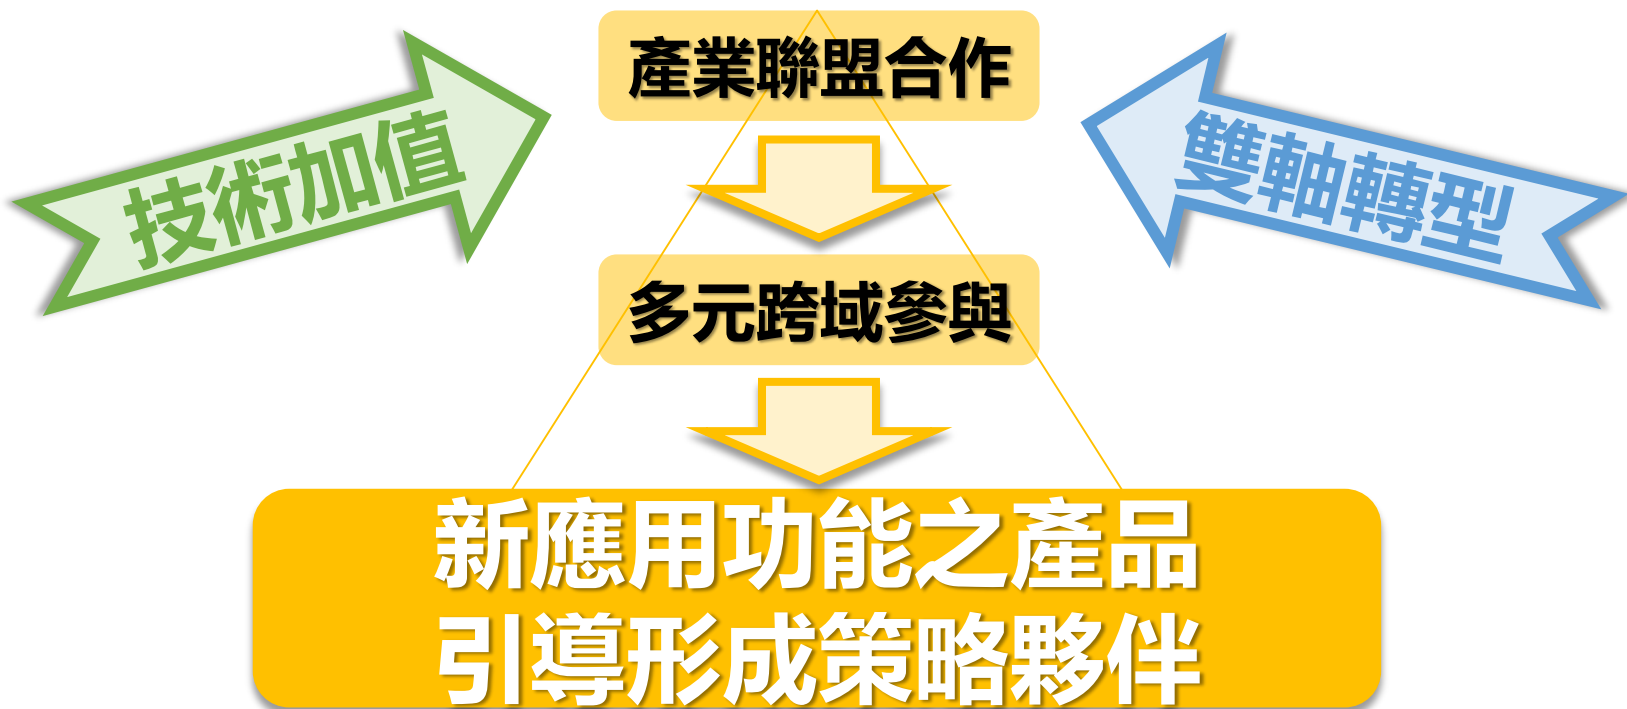 產業聯盟合作
技術加值
雙軸轉型
多元跨域參與
新應用功能之產品
引導形成策略夥伴